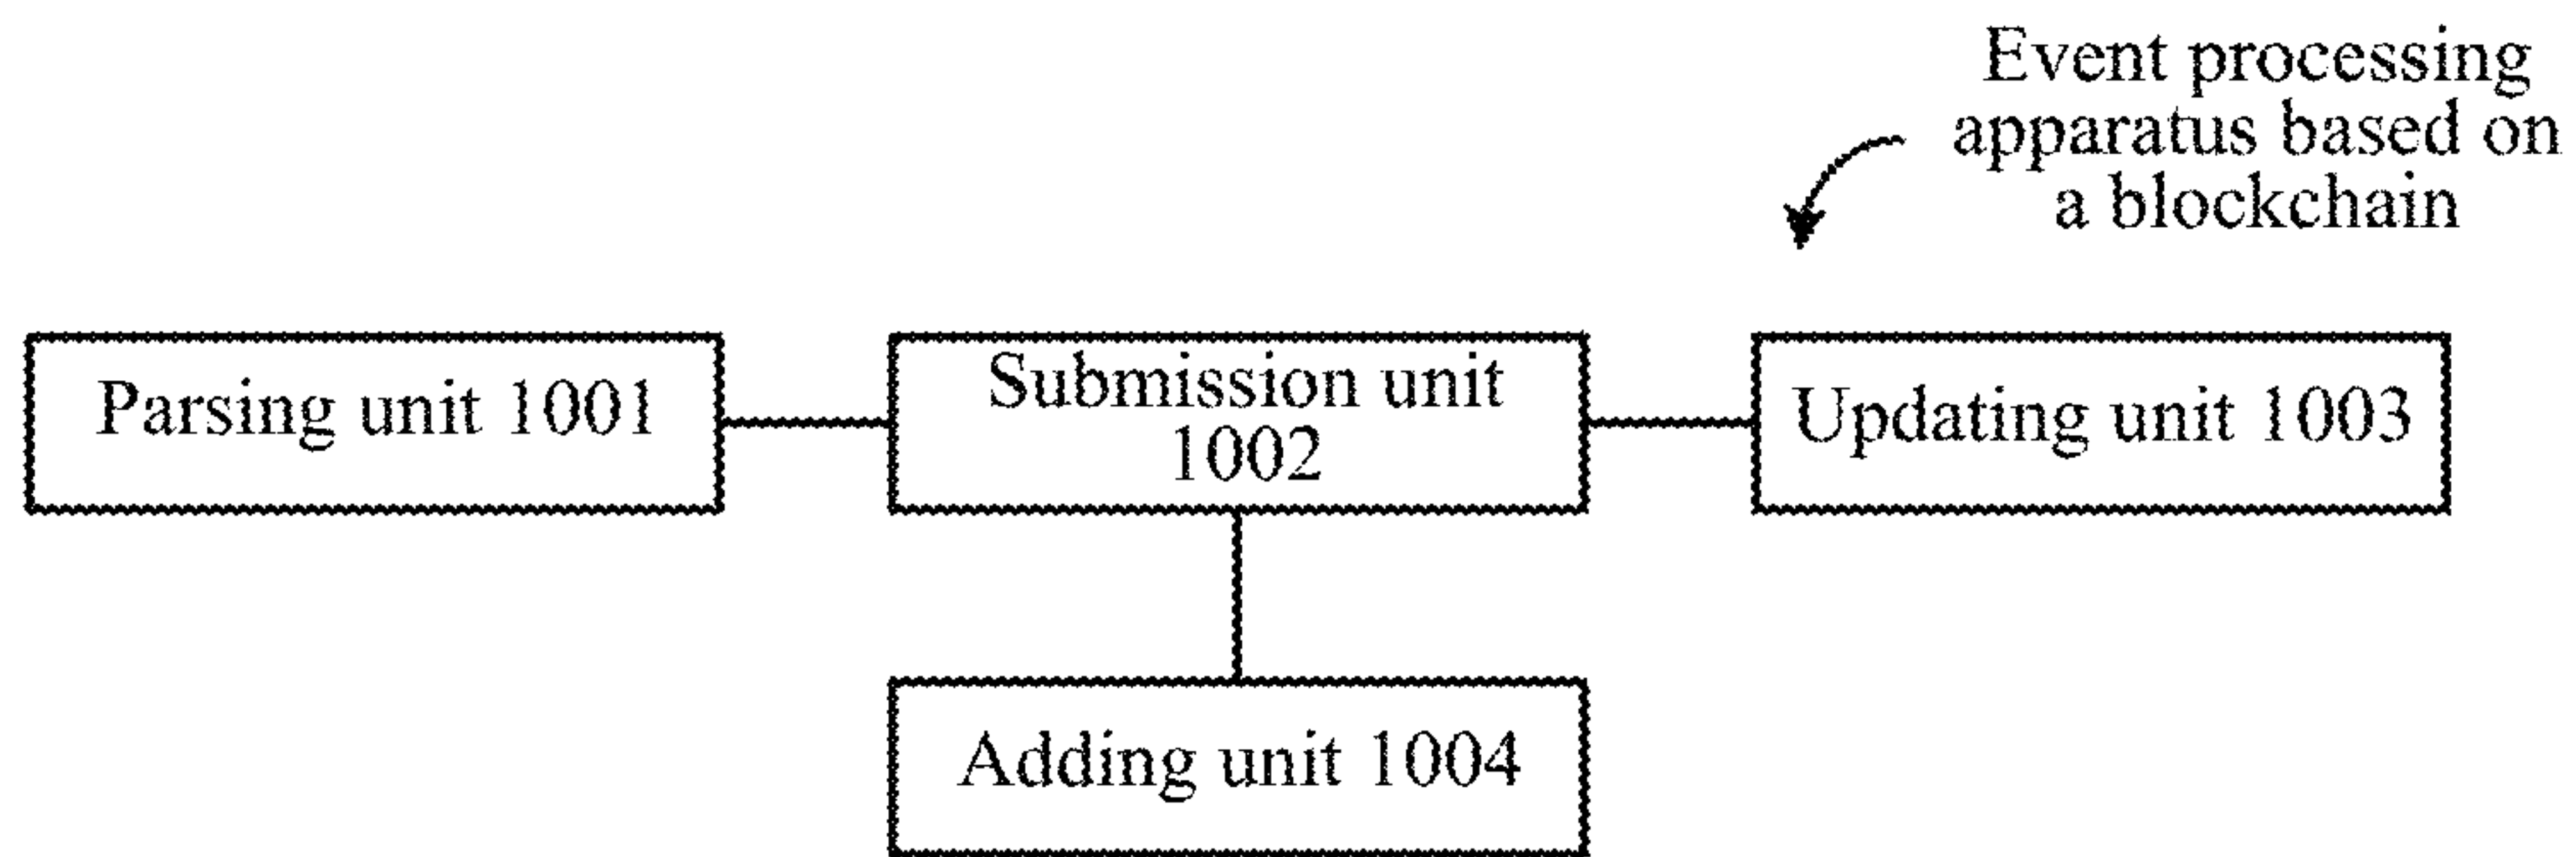 Event processing
apparatus based on
a blockchain
Parsing unit 1001
Submission unit
1002
Updating unit 1003
Adding unit 1004